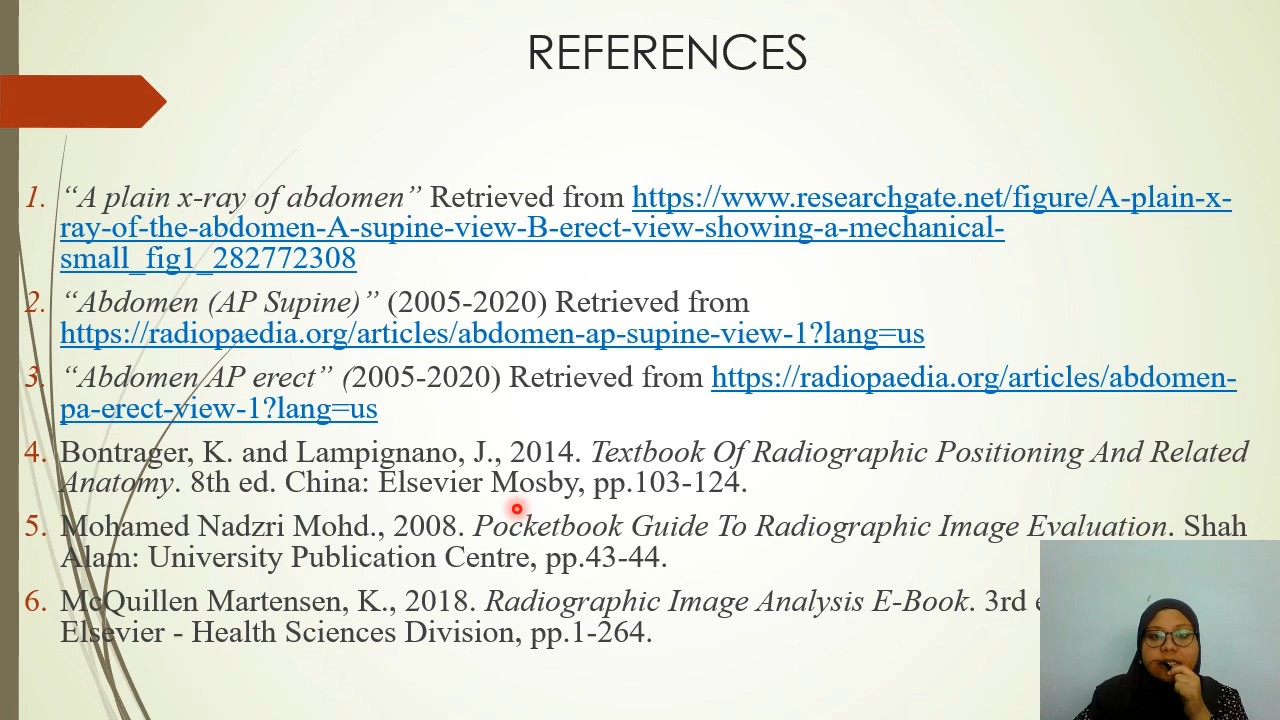 REFERENCES
1. “A plain x-ray of abdomen” Retrieved from https://www.researchgate.net/figure/A-plain-x-
ray-of-the-abdomen-A-supine-view-B-erect-view-showing-a-mechanical-
small_fig1_282772308
2. “Abdomen (AP Supine)” (2005-2020) Retrieved from
https://radiopaedia.org/articles/abdomen-ap-supine-view-1?lang=us
3. “Abdomen AP erect” (2005-2020) Retrieved from https://radiopaedia.org/articles/abdomen-
pa-erect-view-1?lang=us
4. Bontrager, K. and Lampignano, J., 2014. Textbook Of Radiographic Positioning And Related
Anatomy. 8th ed. China: Elsevier Mosby, pp.103-124.
5. Mohamed Nadzri Mohd., 2008. Pocketbook Guide To Radiographic Image Evaluation. Shah
Alam: University Publication Centre, pp.43-44.
6. McQuillen Martensen, K., 2018. Radiographic Image Analysis E-Book. 3rd
Elsevier - Health Sciences Division, pp.1-264.